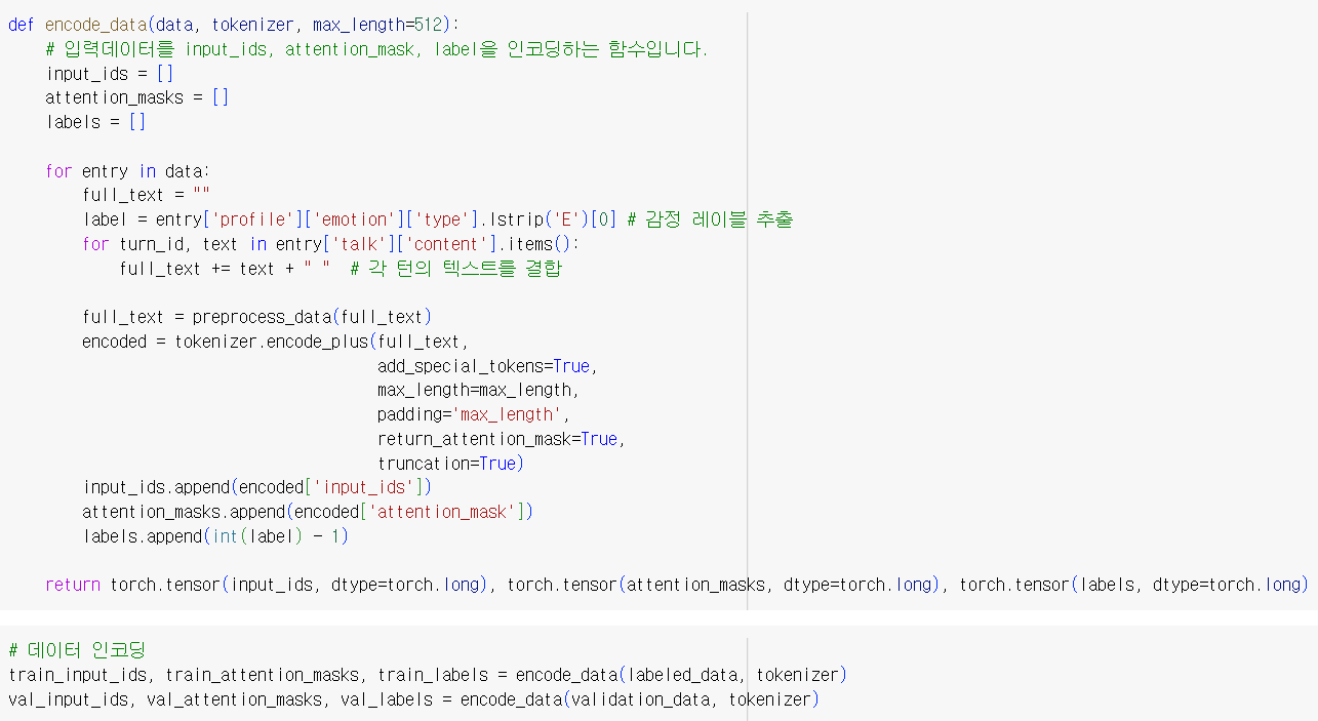 def encode_data(data, tokenizer, max_length=512):
    # 입력데이터를 input_ids, attention_mask, label을 인코딩하는 함수입니다.
    input_ids = []
    attention_masks = []
    labels = []

    for entry in data:
        full_text = ""
        label = entry['profile']['emotion']['type'].lstrip('E')[0] # 감정 레이블 추출
        for turn_id, text in entry['talk']['content'].items():
            full_text += text + " "  # 각 턴의 텍스트를 결합

        full_text = preprocess_data(full_text)
        encoded = tokenizer.encode_plus(full_text,
                                        add_special_tokens=True,
                                        max_length=max_length,
                                        padding='max_length',
                                        return_attention_mask=True,
                                        truncation=True)
        input_ids.append(encoded['input_ids'])
        attention_masks.append(encoded['attention_mask'])
        labels.append(int(label) - 1)

    return torch.tensor(input_ids, dtype=torch.long), torch.tensor(attention_masks, dtype=torch.long), torch.tensor(labels, dtype=torch.long)

# 데이터 인코딩
train_input_ids, train_attention_masks, train_labels = encode_data(labeled_data, tokenizer)
val_input_ids, val_attention_masks, val_labels = encode_data(validation_data, tokenizer)